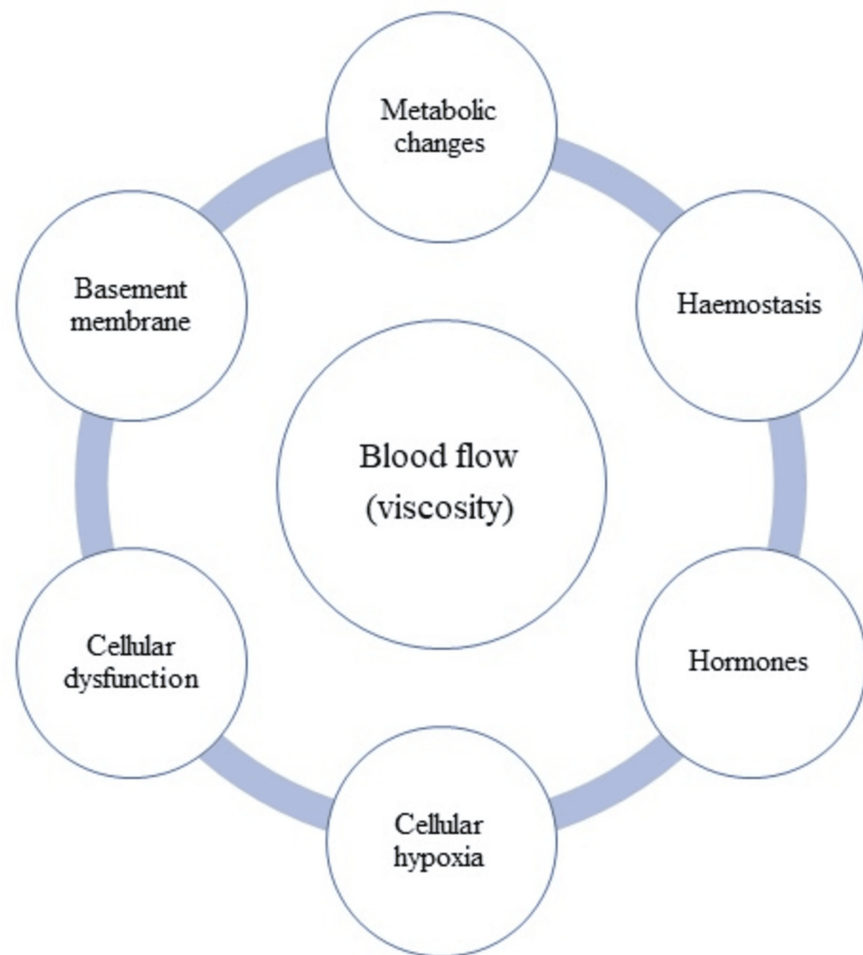 Metabolic
changes
Basement
membrane
Haemostasis
Blood flow
(viscosity)
Cellular
dysfunction
Hormones
Cellular
hypoxia